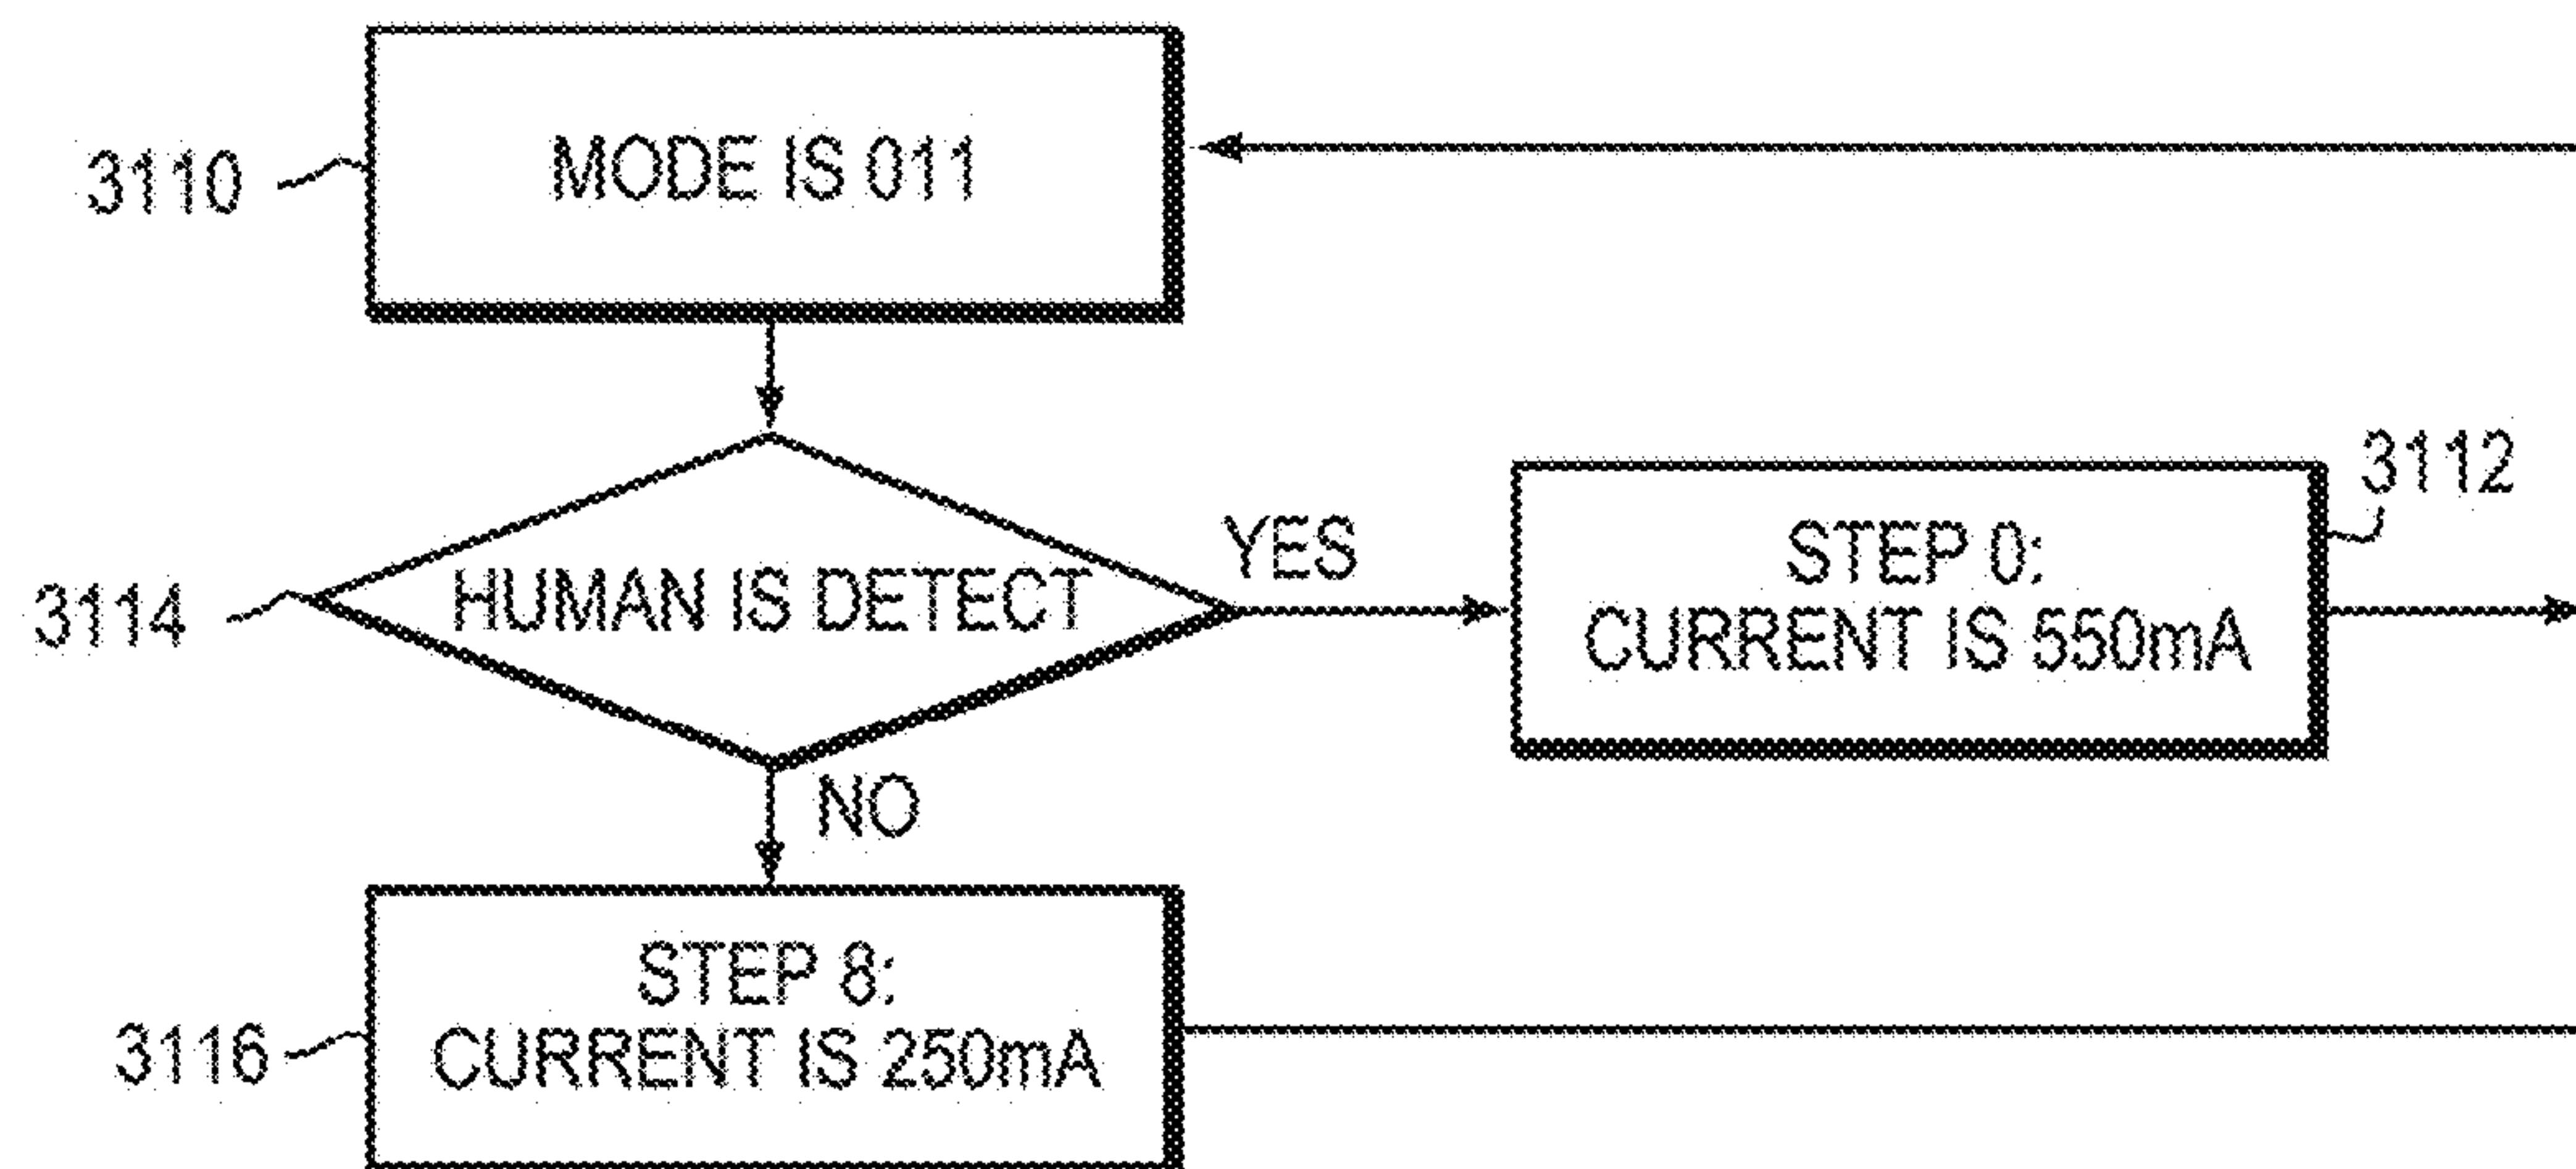 3110
MODE IS 011
3114
HUMAN IS DETECT
YES
STEP 0:
CURRENT IS 550mA
3112
NO
3116
STEP 8:
CURRENT IS 250mA